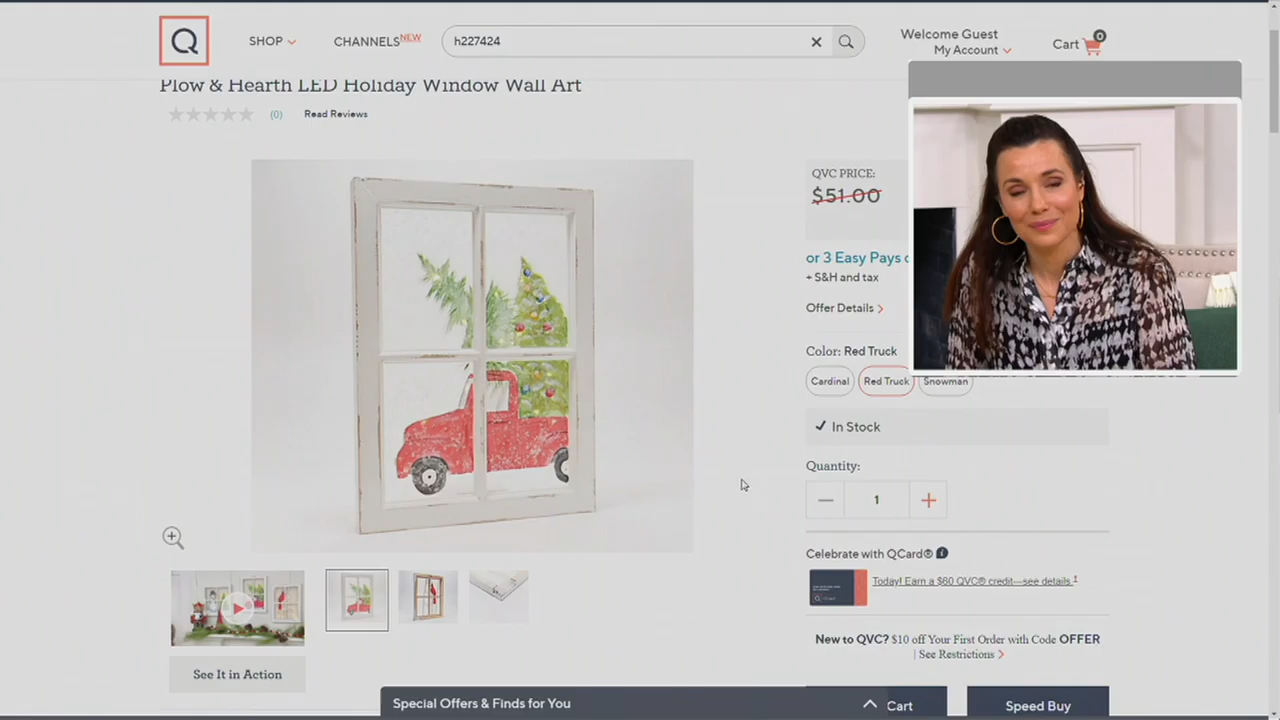 Q
SHOP
CHANNELS NEW
h227424
Welcome Guest
My Account
Cart 0
Plow & Hearth LED Holiday Window Wall Art
(0) Read Reviews
QVC PRICE:
$51.00
or 3 Easy Pays
+ S&H and tax
Offer Details
Color: Red Truck
Cardinal
Red Truck
Snowman
In Stock
Quantity:
1
Celebrate with QCard®
Today! Earn a $60 QVC® credit—see details.1
New to QVC? $10 off Your First Order with Code OFFER
| See Restrictions
See It in Action
Special Offers & Finds for You
Cart
Speed Buy